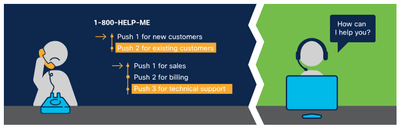 1-800-HELP-ME
Push 1 for new customers
Push 2 for existing customers
Push 1 for sales
Push 2 for billing
Push 3 for technical support
How can
I help you?